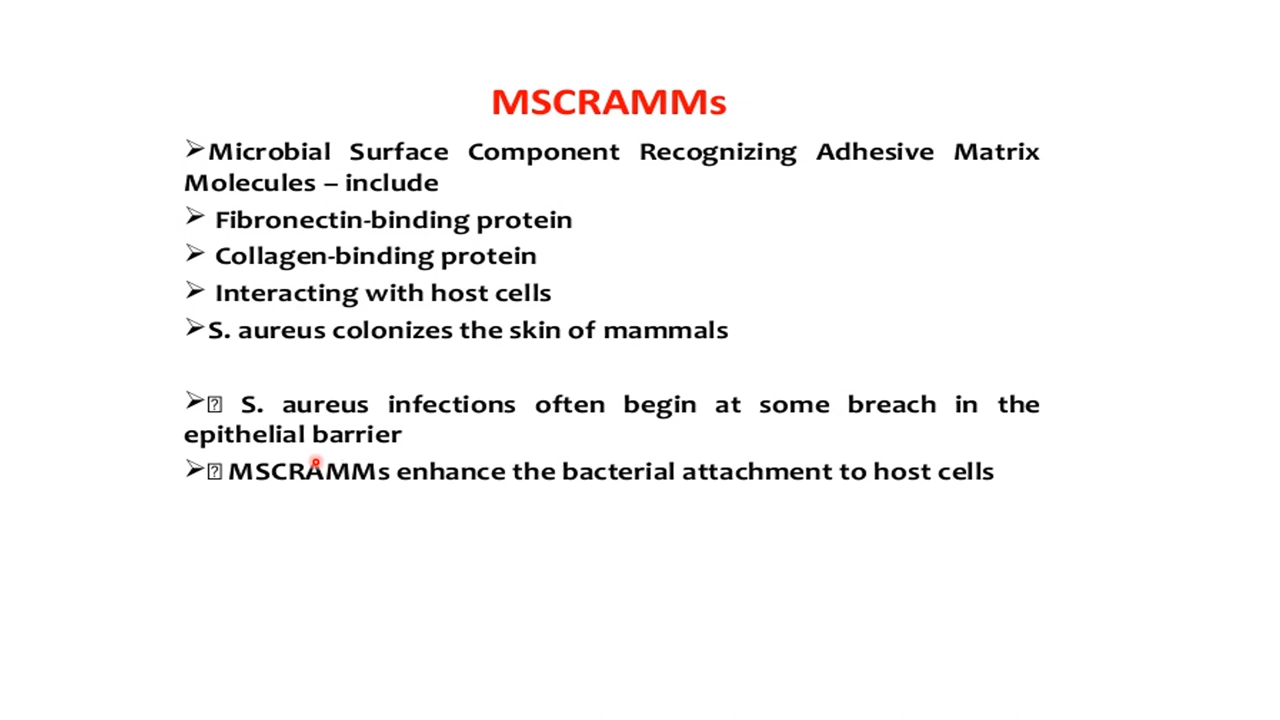 MSCRAMMs
➢Microbial Surface Component Recognizing Adhesive Matrix
Molecules – include
➢ Fibronectin-binding protein
➢ Collagen-binding protein
➢ Interacting with host cells
➢S. aureus colonizes the skin of mammals
➢⍰ S. aureus infections often begin at some breach in the
epithelial barrier
➢⍰ MSCRAMMs enhance the bacterial attachment to host cells